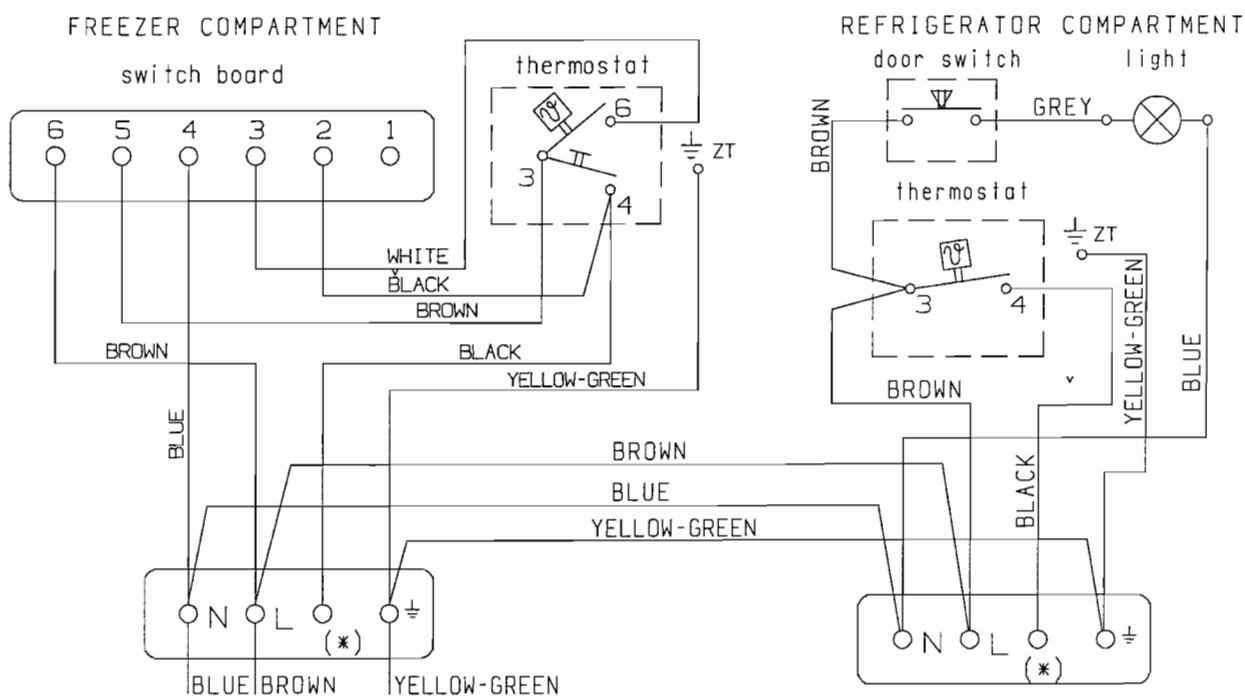 FREEZER COMPARTMENT
switch board
6 5 4 3 2 1
thermostat
ϑ
6
3
4
ZT
WHITE
BLACK
BROWN
BROWN
BLACK
YELLOW-GREEN
BLUE
N L (*)
BLUE BROWN YELLOW-GREEN
BROWN
BLUE
YELLOW-GREEN
REFRIGERATOR COMPARTMENT
door switch light
BROWN
GREY
thermostat
ϑ
3 4
ZT
YELLOW-GREEN
BLUE
BROWN
BLACK
N L (*)